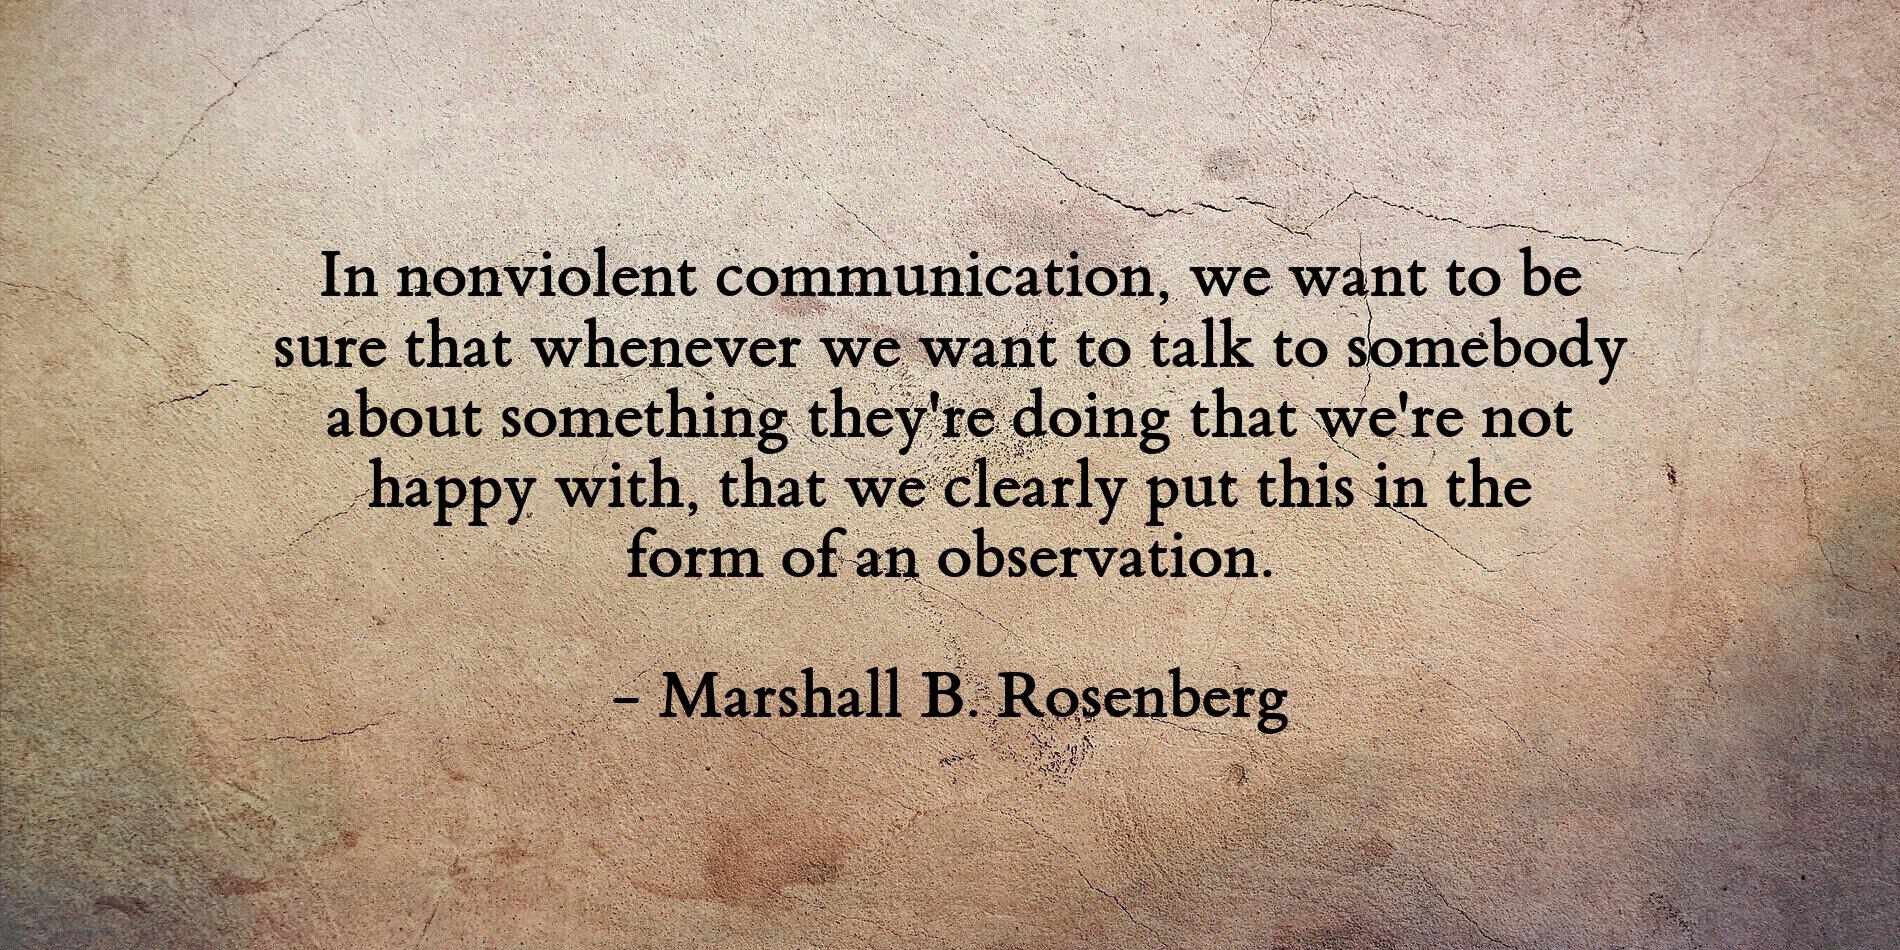 In nonviolent communication, we want to be
sure that whenever we want to talk to somebody
about something they're doing that we're not
happy with, that we clearly put this in the
form of an observation.
- Marshall B. Rosenberg